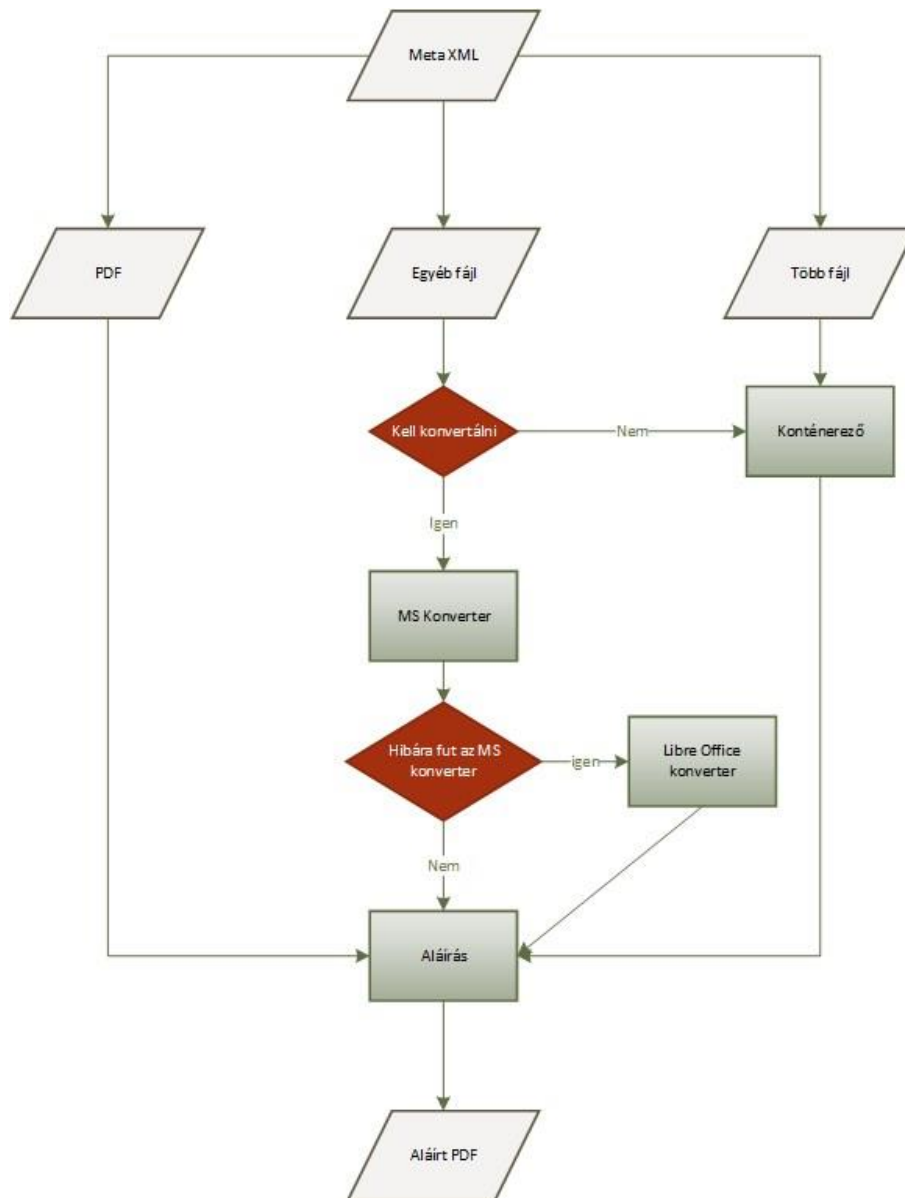 Meta XML
PDF
Egyéb fájl
Több fájl
Kell konvertálni
Nem
Konténerező
Igen
MS Konverter
Hibára fut az MS
konverter
igen
Libre Office
konverter
Nem
Aláírás
Aláírt PDF